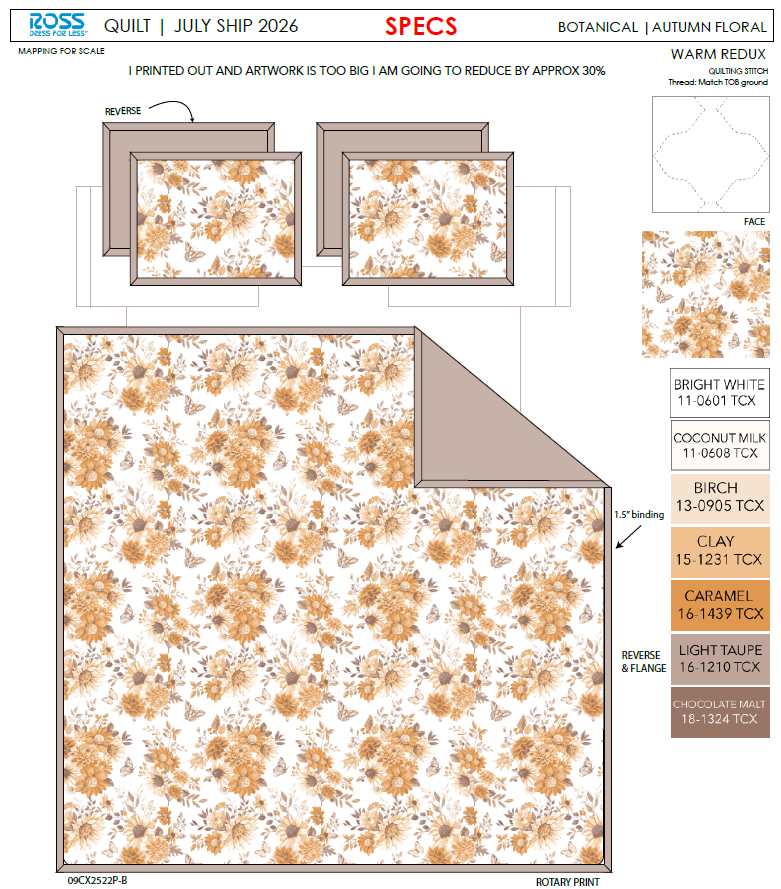 ROSS
DRESS FOR LESS
QUILT | JULY SHIP 2026
SPECS
BOTANICAL | AUTUMN FLORAL
MAPPING FOR SCALE
WARM REDUX
I PRINTED OUT AND ARTWORK IS TOO BIG I AM GOING TO REDUCE BY APPROX 30%
QUILTING STITCH
Thread: Match TOB ground
REVERSE
FACE
BRIGHT WHITE
11-0601 TCX
COCONUT MILK
11-0608 TCX
BIRCH
13-0905 TCX
1.5" binding
CLAY
15-1231 TCX
CARAMEL
16-1439 TCX
REVERSE
& FLANGE
LIGHT TAUPE
16-1210 TCX
CHOCOLATE MALT
18-1324 TCX
09CX2522P-B
ROTARY PRINT